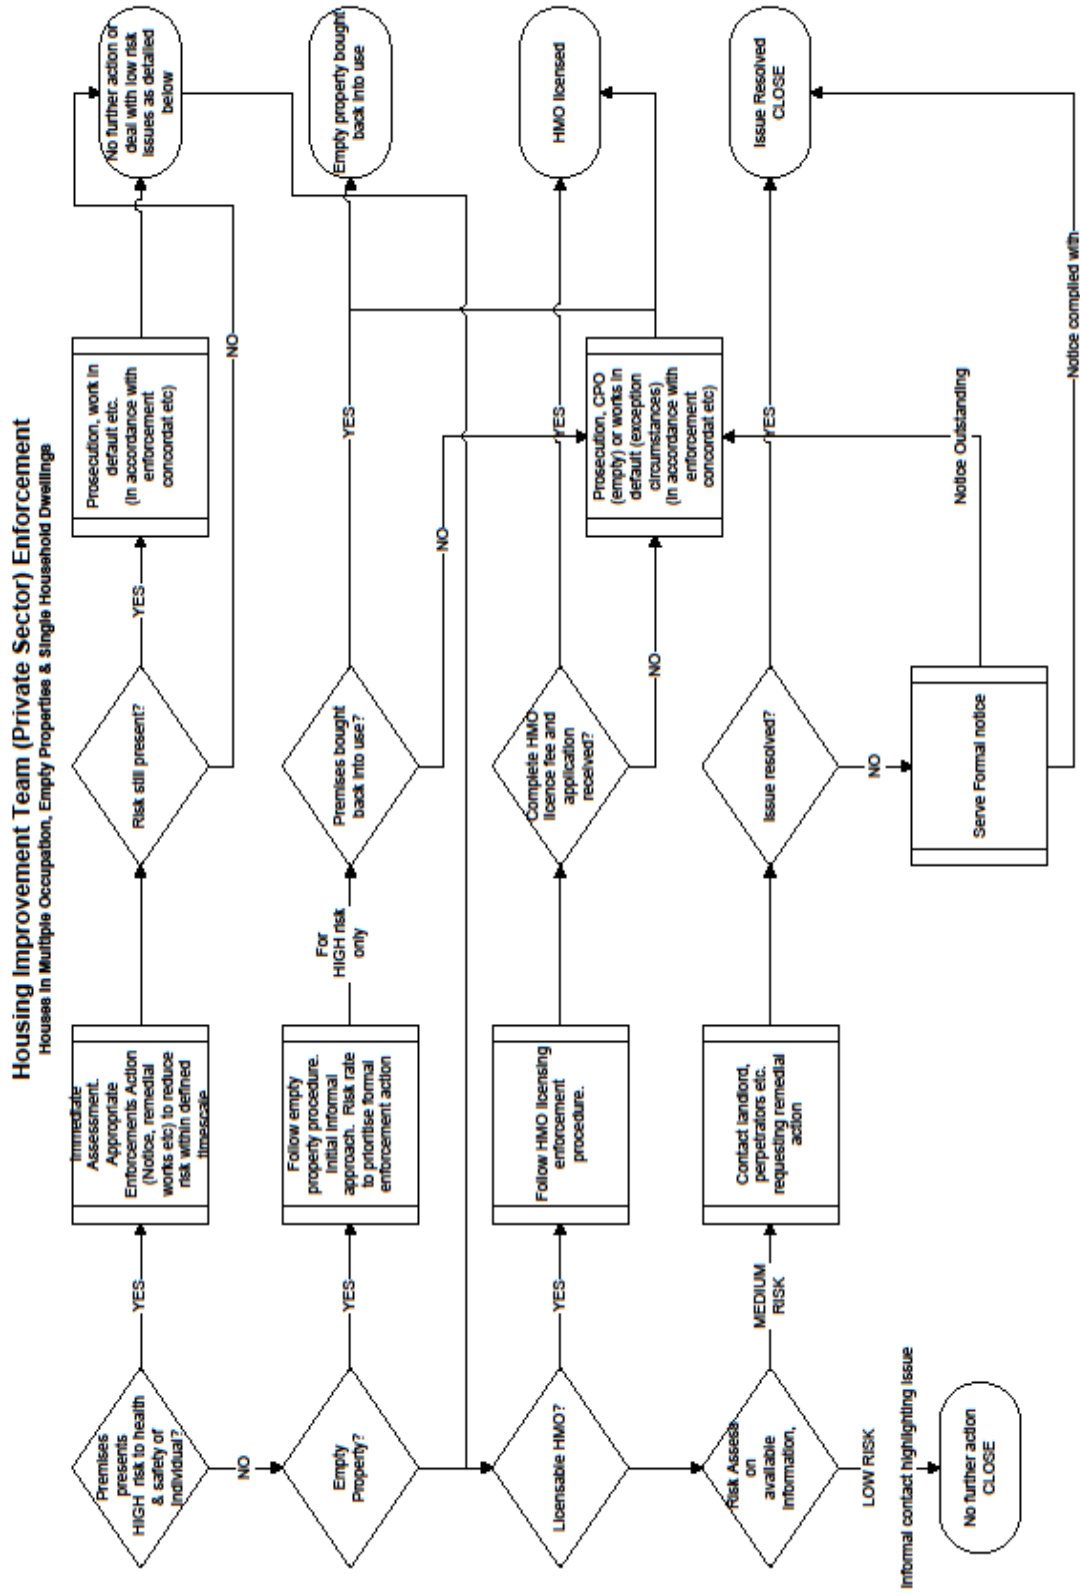 Housing Improvement Team (Private Sector) Enforcement
Houses in Multiple Occupation, Empty Properties & Single Household Dwellings
Premises
presents
HIGH risk to health
& safety of
individual?
YES
Immediate
Assessment.
Appropriate
Enforcements Action
(Notice, remedial
works etc) to reduce
risk within defined
timescale
Risk still present?
YES
Prosecution, work in
default etc.
(in accordance with
enforcement
concordat etc)
NO
No further action or
deal with low risk
issues as detailed
below
NO
Empty
Property?
YES
Follow empty
property procedure.
Initial informal
approach. Risk rate
to prioritise formal
enforcement action
For
HIGH risk
only
Premises bought
back into use?
YES
NO
Empty property bought
back into use
Licensable HMO?
YES
Follow HMO licensing
enforcement
procedure.
Complete HMO
licence fee and
application
received?
YES
NO
Prosecution, CPO
(empty) or works in
default (exception
circumstances)
(in accordance with
enforcement
concordat etc)
HMO licensed
Risk Assess
on
available
information,
MEDIUM
RISK
Contact landlord,
perpetrators etc.
requesting remedial
action
Issue resolved?
YES
Issue Resolved
CLOSE
NO
Serve Formal notice
Notice Outstanding
Notice complied with
LOW RISK
Informal contact highlighting issue
No further action
CLOSE